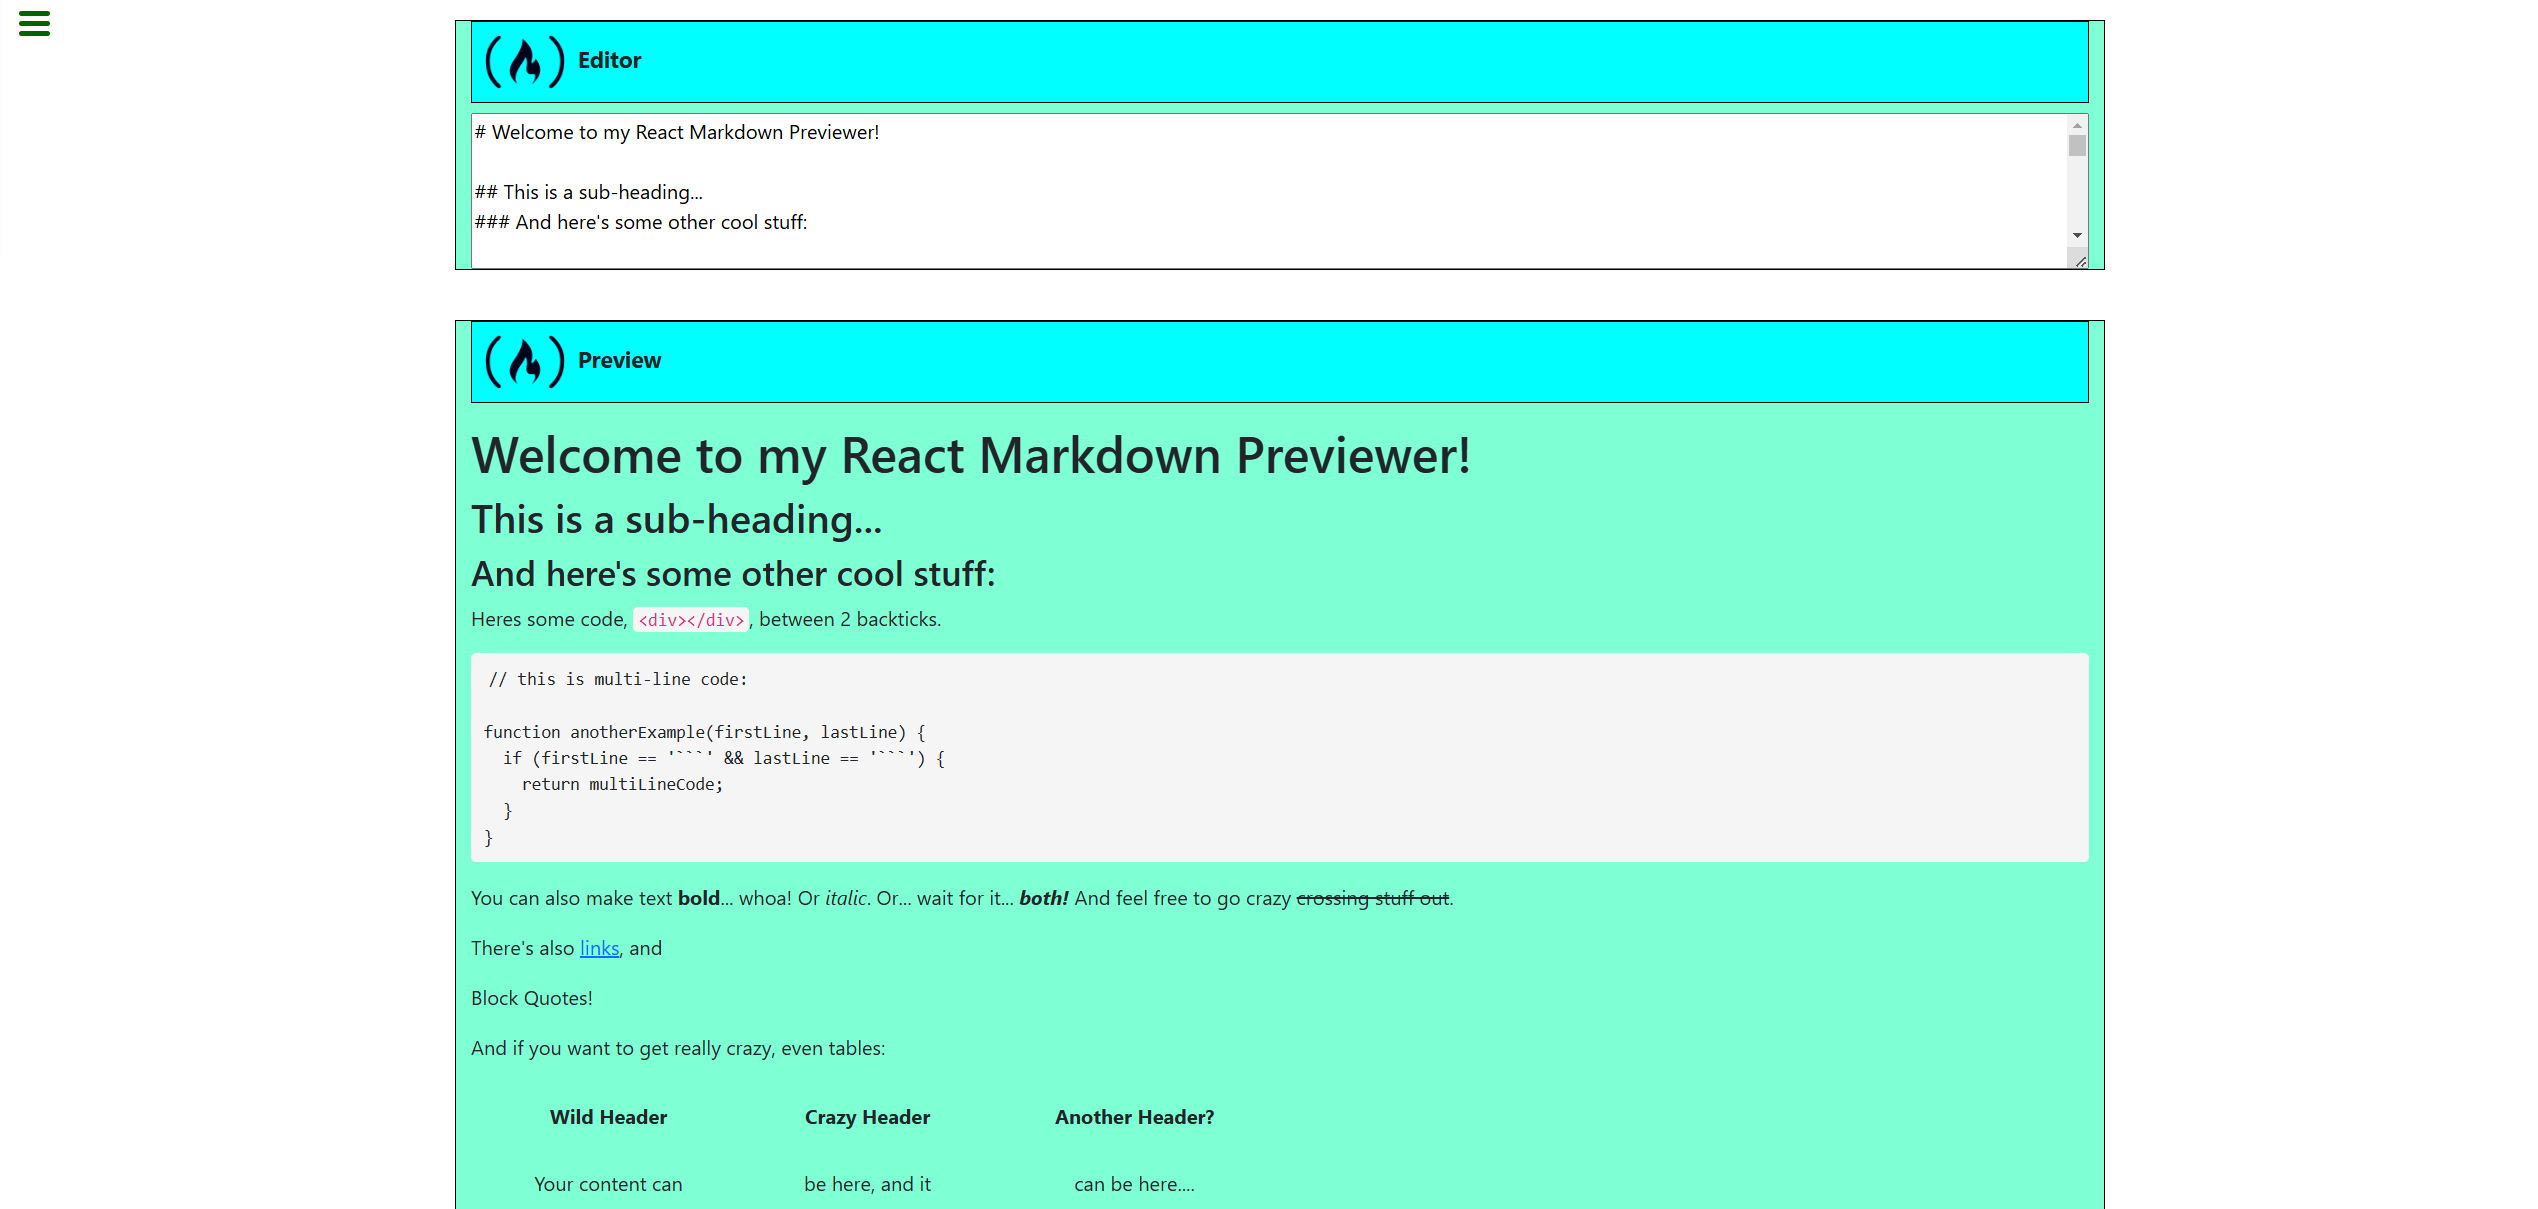 Editor
# Welcome to my React Markdown Previewer!
## This is a sub-heading...
### And here's some other cool stuff:
Preview
Welcome to my React Markdown Previewer!
This is a sub-heading...
And here's some other cool stuff:
Heres some code, <div></div>, between 2 backticks.
// this is multi-line code:
function anotherExample(firstLine, lastLine) {
  if (firstLine == '```' && lastLine == '```') {
    return multiLineCode;
  }
}
You can also make text bold... whoa! Or italic. Or... wait for it... both! And feel free to go crazy crossing stuff out.
There's also links, and
Block Quotes!
And if you want to get really crazy, even tables:
Wild Header Crazy Header Another Header?
Your content can be here, and it can be here....